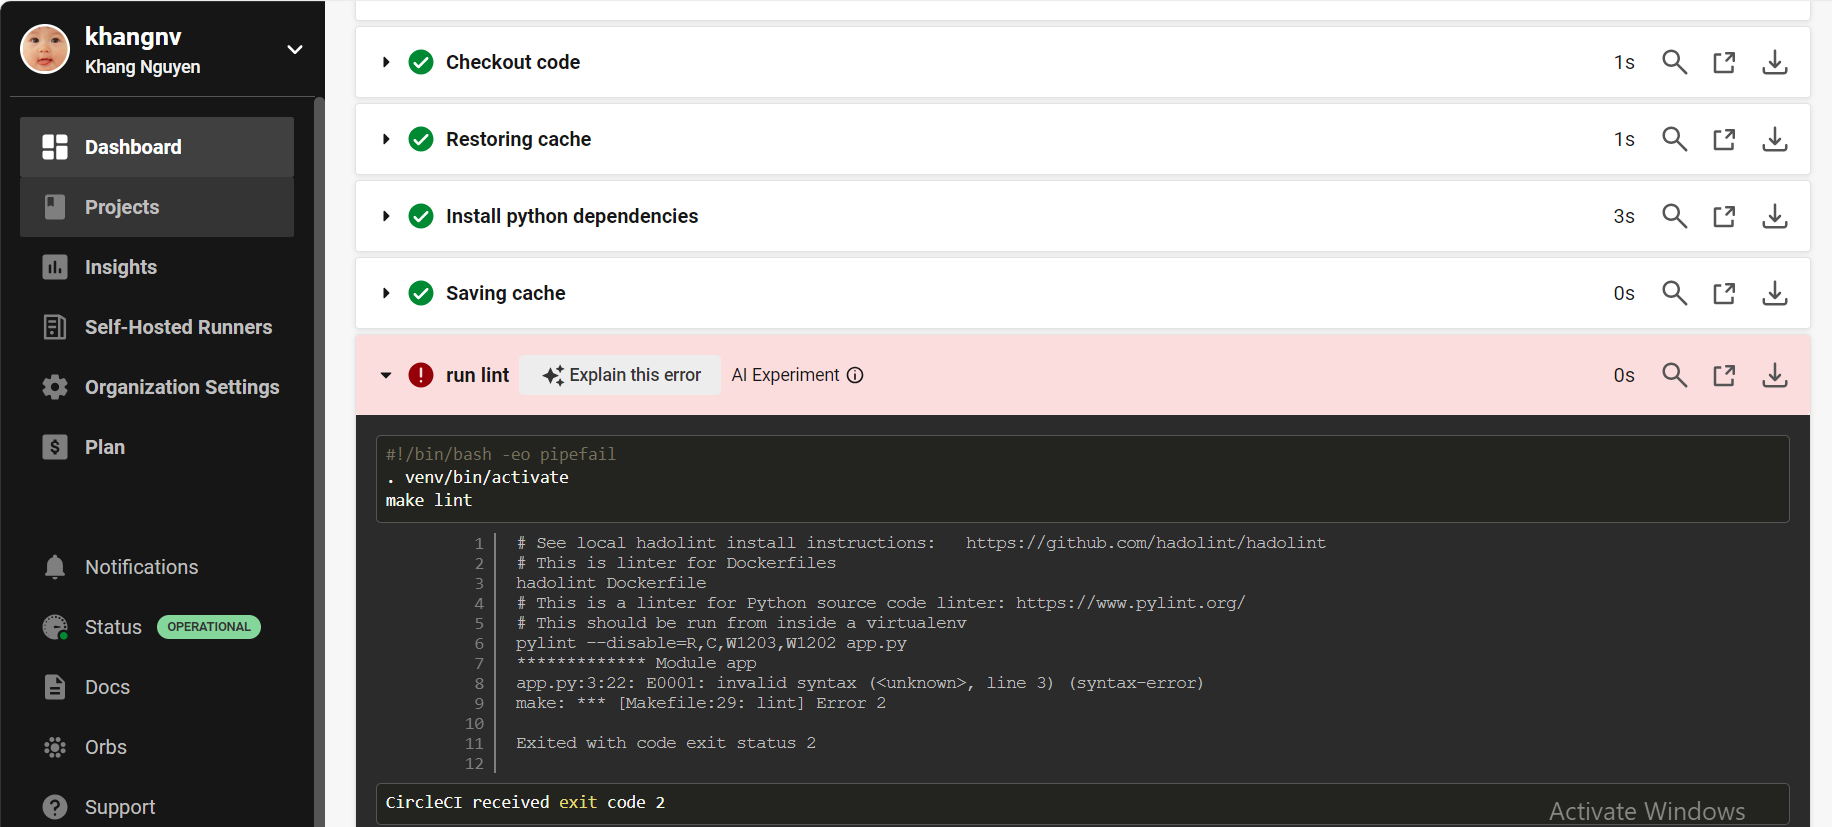 khangnv
Khang Nguyen
Dashboard
Projects
Insights
Self-Hosted Runners
Organization Settings
Plan
Notifications
Status OPERATIONAL
Docs
Orbs
Support
Checkout code 1s
Restoring cache 1s
Install python dependencies 3s
Saving cache 0s
run lint Explain this error AI Experiment 0s
#!/bin/bash -eo pipefail
. venv/bin/activate
make lint
1 # See local hadolint install instructions:   https://github.com/hadolint/hadolint
2 # This is linter for Dockerfiles
3 hadolint Dockerfile
4 # This is a linter for Python source code linter: https://www.pylint.org/
5 # This should be run from inside a virtualenv
6 pylint --disable=R,C,W1203,W1202 app.py
7 ************* Module app
8 app.py:3:22: E0001: invalid syntax (<unknown>, line 3) (syntax-error)
9 make: *** [Makefile:29: lint] Error 2
10
11 Exited with code exit status 2
12
CircleCI received exit code 2
Activate Windows